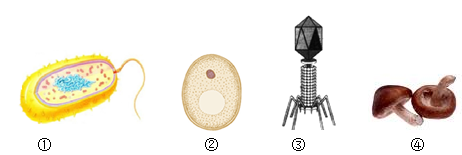 ① ② ③ ④